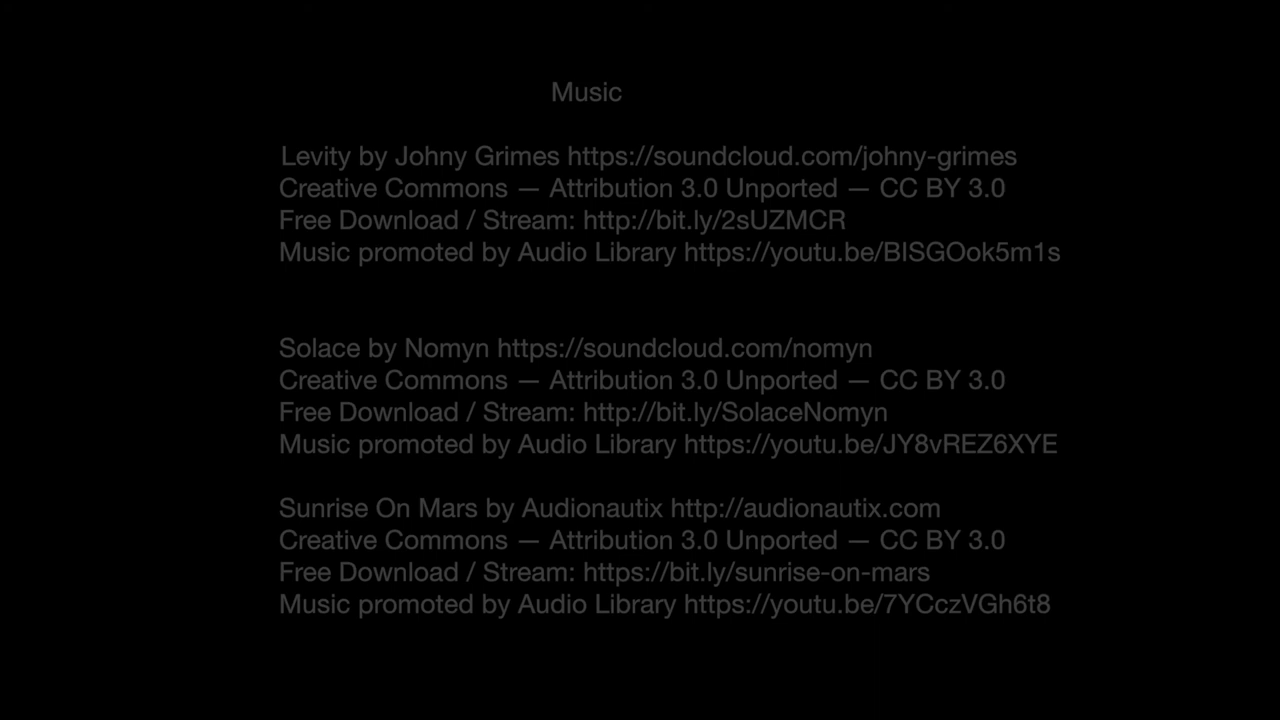 Music
Levity by Johny Grimes https://soundcloud.com/johny-grimes
Creative Commons — Attribution 3.0 Unported — CC BY 3.0
Free Download / Stream: http://bit.ly/2sUZMCR
Music promoted by Audio Library https://youtu.be/BISGOok5m1s
Solace by Nomyn https://soundcloud.com/nomyn
Creative Commons — Attribution 3.0 Unported — CC BY 3.0
Free Download / Stream: http://bit.ly/SolaceNomyn
Music promoted by Audio Library https://youtu.be/JY8vREZ6XYE
Sunrise On Mars by Audionautix http://audionautix.com
Creative Commons — Attribution 3.0 Unported — CC BY 3.0
Free Download / Stream: https://bit.ly/sunrise-on-mars
Music promoted by Audio Library https://youtu.be/7YCczVGh6t8